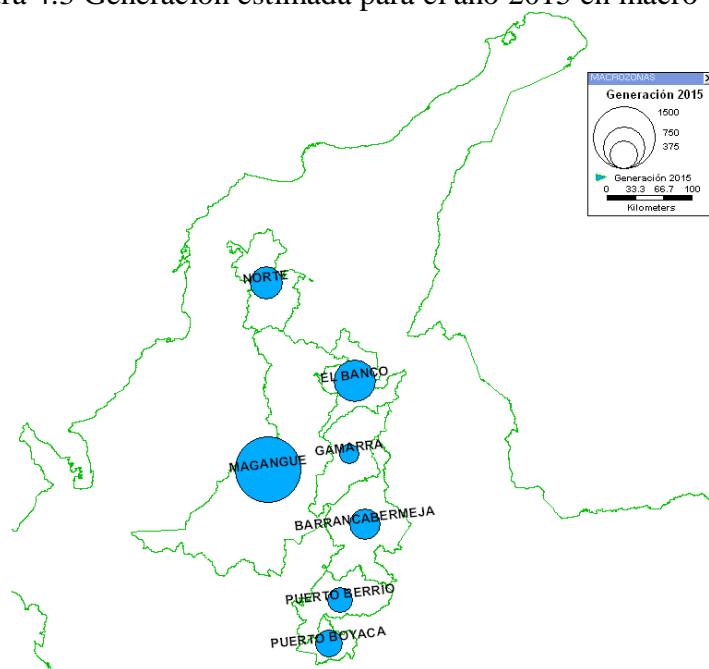 ra 4.3 Generación estimada para el año 2015 en macro
MACROZONAS
Generación 2015
1500
750
375
Generación 2015
0 33.3 66.7 100
Kilometers
NORTE
EL BANCO
GAMARRA
MAGANGUE
BARRANCABERMEJA
PUERTO BERRIO
PUERTO BOYACA